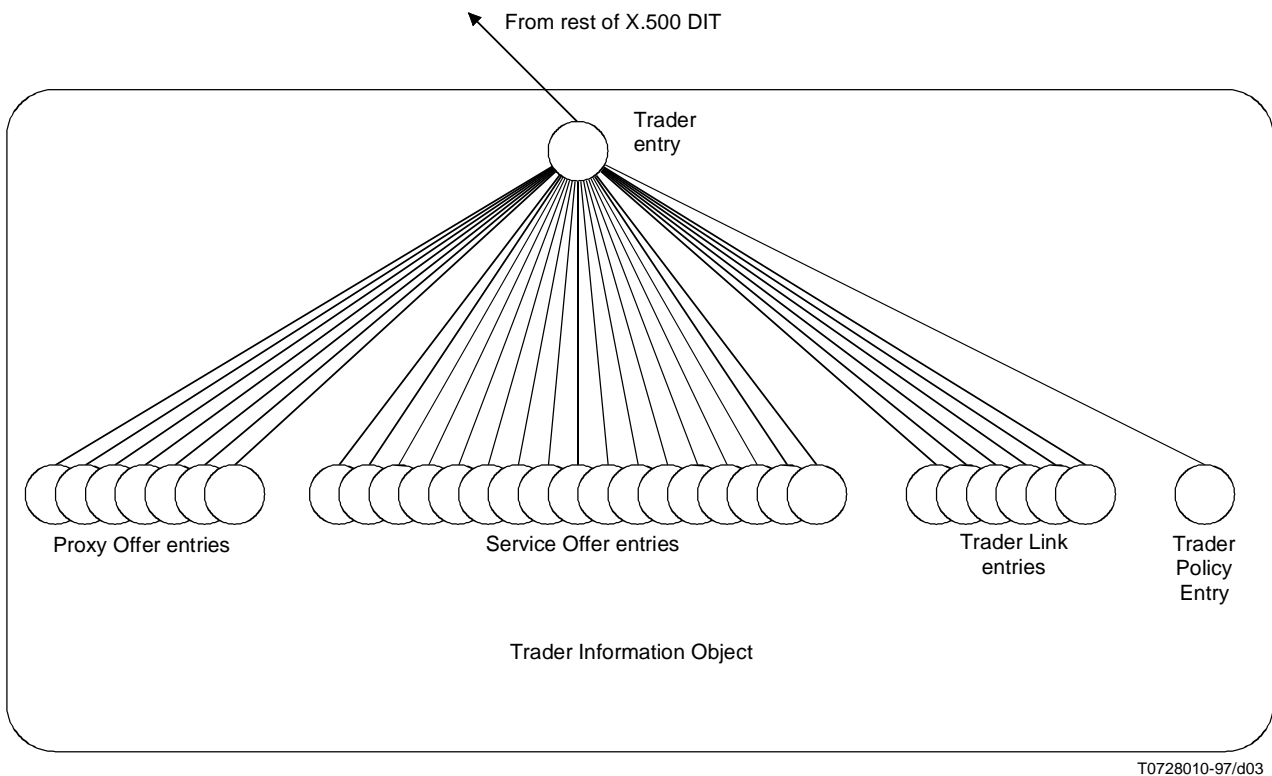 From rest of X.500 DIT
Trader
entry
Proxy Offer entries
Service Offer entries
Trader Link
entries
Trader
Policy
Entry
Trader Information Object
T0728010-97/d03